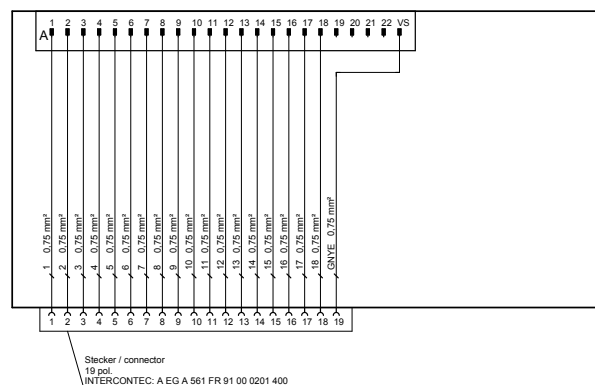 1 2 3 4 5 6 7 8 9 10 11 12 13 14 15 16 17 18 19 20 21 22 VS
A
1 0,75 mm²
2 0,75 mm²
3 0,75 mm²
4 0,75 mm²
5 0,75 mm²
6 0,75 mm²
7 0,75 mm²
8 0,75 mm²
9 0,75 mm²
10 0,75 mm²
11 0,75 mm²
12 0,75 mm²
13 0,75 mm²
14 0,75 mm²
15 0,75 mm²
16 0,75 mm²
17 0,75 mm²
18 0,75 mm²
GNYE 0,75 mm²
1 2 3 4 5 6 7 8 9 10 11 12 13 14 15 16 17 18 19
Stecker / connector
19 pol.
INTERCONTEC: A EG A 561 FR 91 00 0201 400